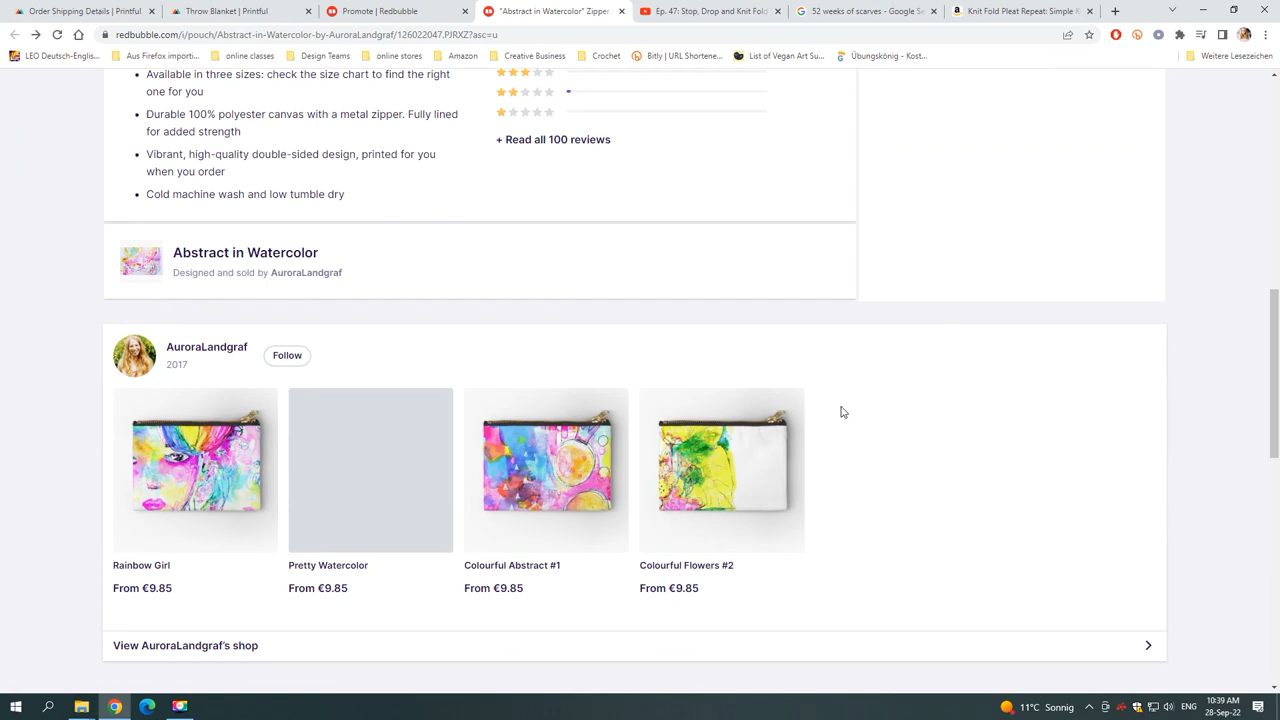 Order Shipping Details | Printful
Throw Blanket | Printful
Promote | Redbubble
"Abstract in Watercolor" Zipper
Ep. 47: Stop, Drop and Knit Fold
52 weeks of scarves - Google Se
Knit Fold Pleat Repeat: Simple K
redbubble.com/i/pouch/Abstract-in-Watercolor-by-AuroraLandgraf/126022047.PJRXZ?asc=u
LEO Deutsch-Englis...
Aus Firefox importi...
online classes
Design Teams
online stores
Amazon
Creative Business
Crochet
Bitly | URL Shortene...
List of Vegan Art Su...
Übungskönig - Kost...
Weitere Lesezeichen
• Available in three sizes: check the size chart to find the right
one for you
• Durable 100% polyester canvas with a metal zipper. Fully lined
for added strength
• Vibrant, high-quality double-sided design, printed for you
when you order
• Cold machine wash and low tumble dry
+ Read all 100 reviews
Abstract in Watercolor
Designed and sold by AuroraLandgraf
AuroraLandgraf
2017
Follow
Rainbow Girl
From €9.85
Pretty Watercolor
From €9.85
Colourful Abstract #1
From €9.85
Colourful Flowers #2
From €9.85
View AuroraLandgraf's shop
11°C Sonnig
ENG
10:39 AM
28-Sep-22